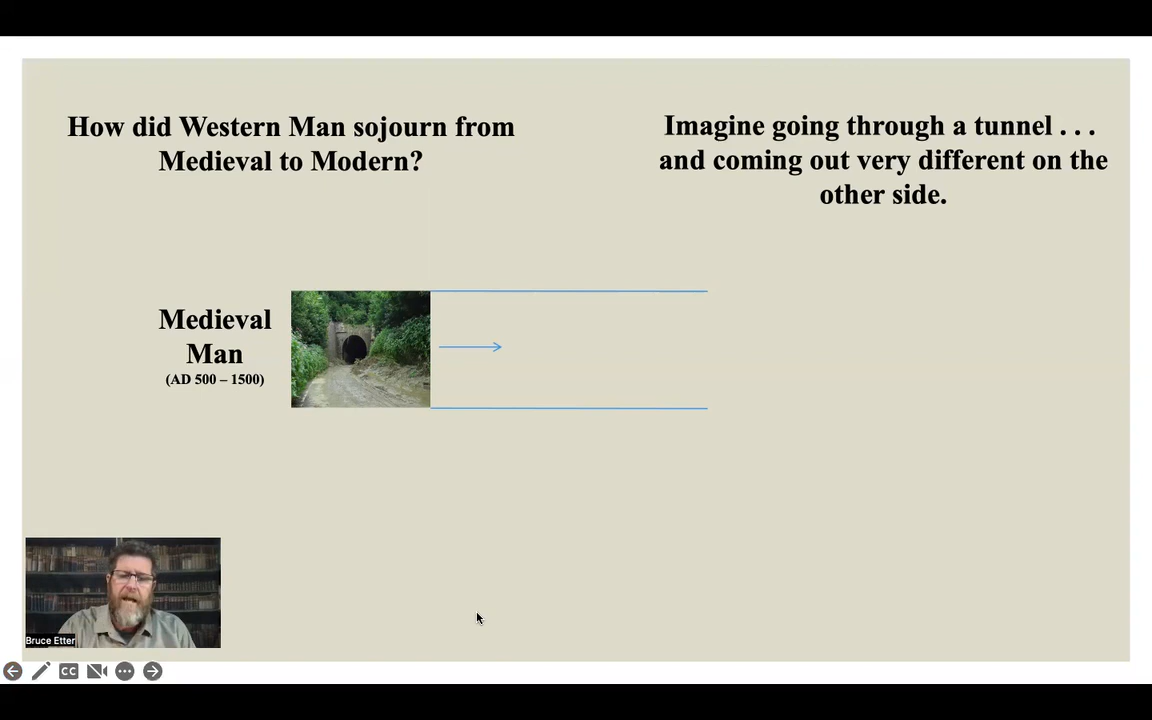 How did Western Man sojourn from
Medieval to Modern?
Imagine going through a tunnel . . .
and coming out very different on the
other side.
Medieval
Man
(AD 500 – 1500)
Bruce Etter
CC